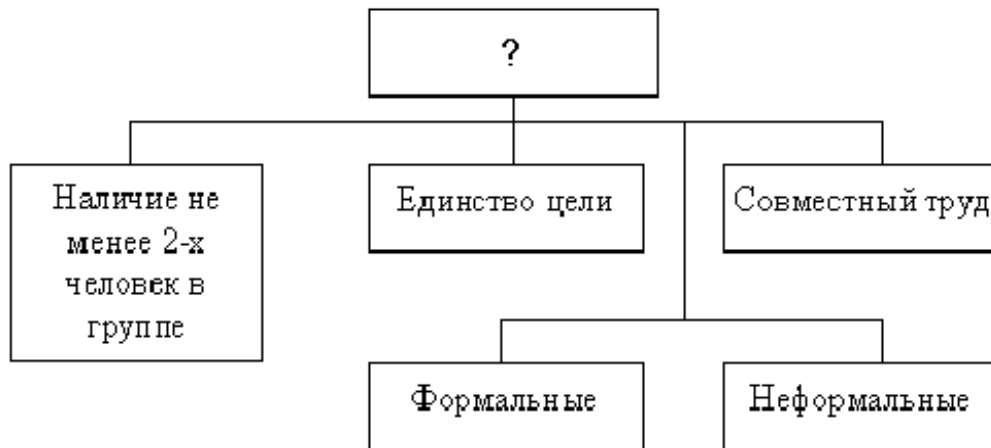 ?
Наличие не
менее 2-х
человек в
группе
Единство цели
Совместный труд
Формальные
Неформальные